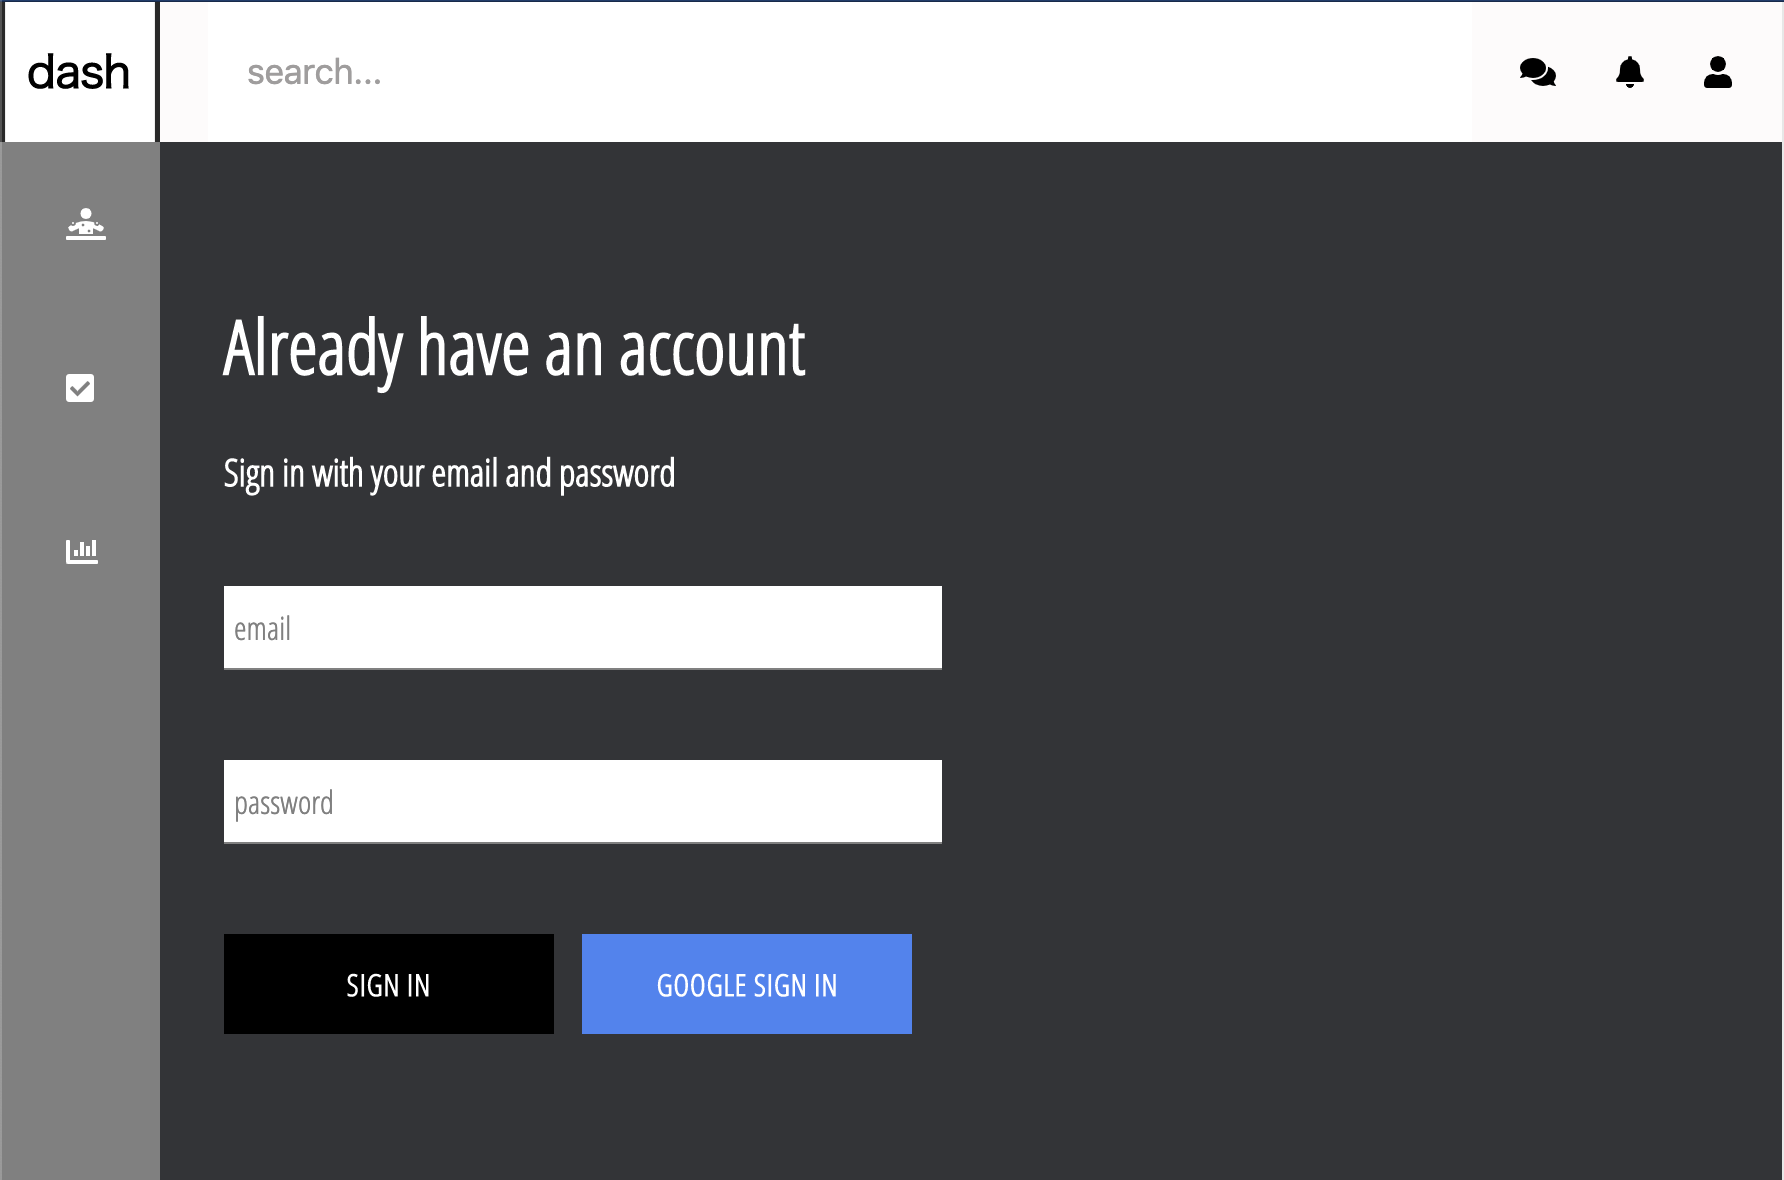 dash
search...
Already have an account
Sign in with your email and password
email
password
SIGN IN
GOOGLE SIGN IN